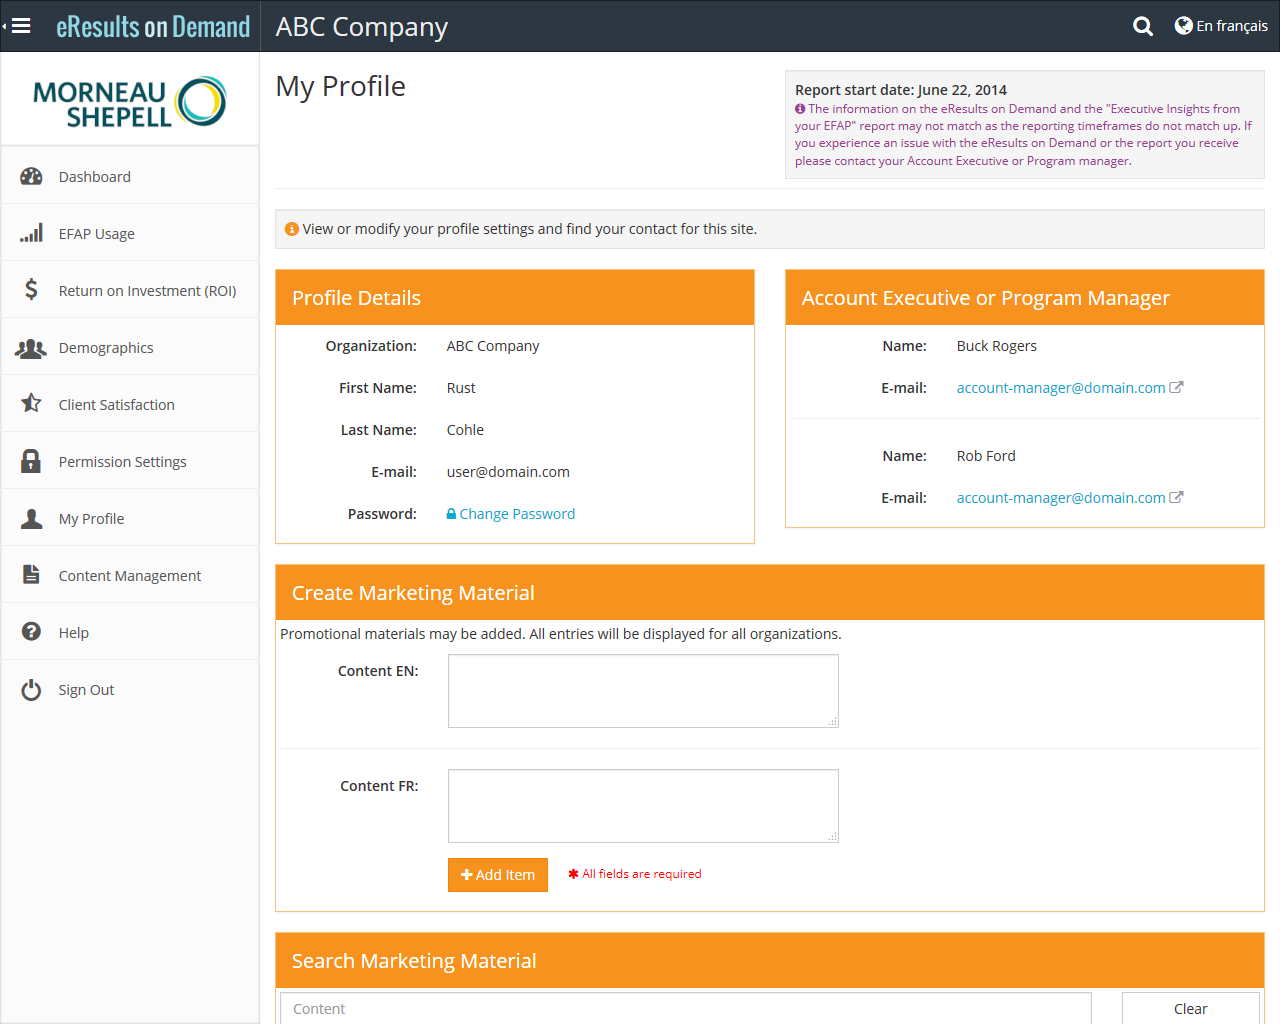 eResults on Demand
ABC Company
En français
MORNEAU
SHEPELL
Dashboard
EFAP Usage
Return on Investment (ROI)
Demographics
Client Satisfaction
Permission Settings
My Profile
Content Management
Help
Sign Out
My Profile
Report start date: June 22, 2014
The information on the eResults on Demand and the "Executive Insights from
your EFAP" report may not match as the reporting timeframes do not match up. If
you experience an issue with the eResults on Demand or the report you receive
please contact your Account Executive or Program manager.
View or modify your profile settings and find your contact for this site.
Profile Details
Organization: ABC Company
First Name: Rust
Last Name: Cohle
E-mail: user@domain.com
Password: Change Password
Account Executive or Program Manager
Name: Buck Rogers
E-mail: account-manager@domain.com
Name: Rob Ford
E-mail: account-manager@domain.com
Create Marketing Material
Promotional materials may be added. All entries will be displayed for all organizations.
Content EN:
Content FR:
Add Item
All fields are required
Search Marketing Material
Content
Clear